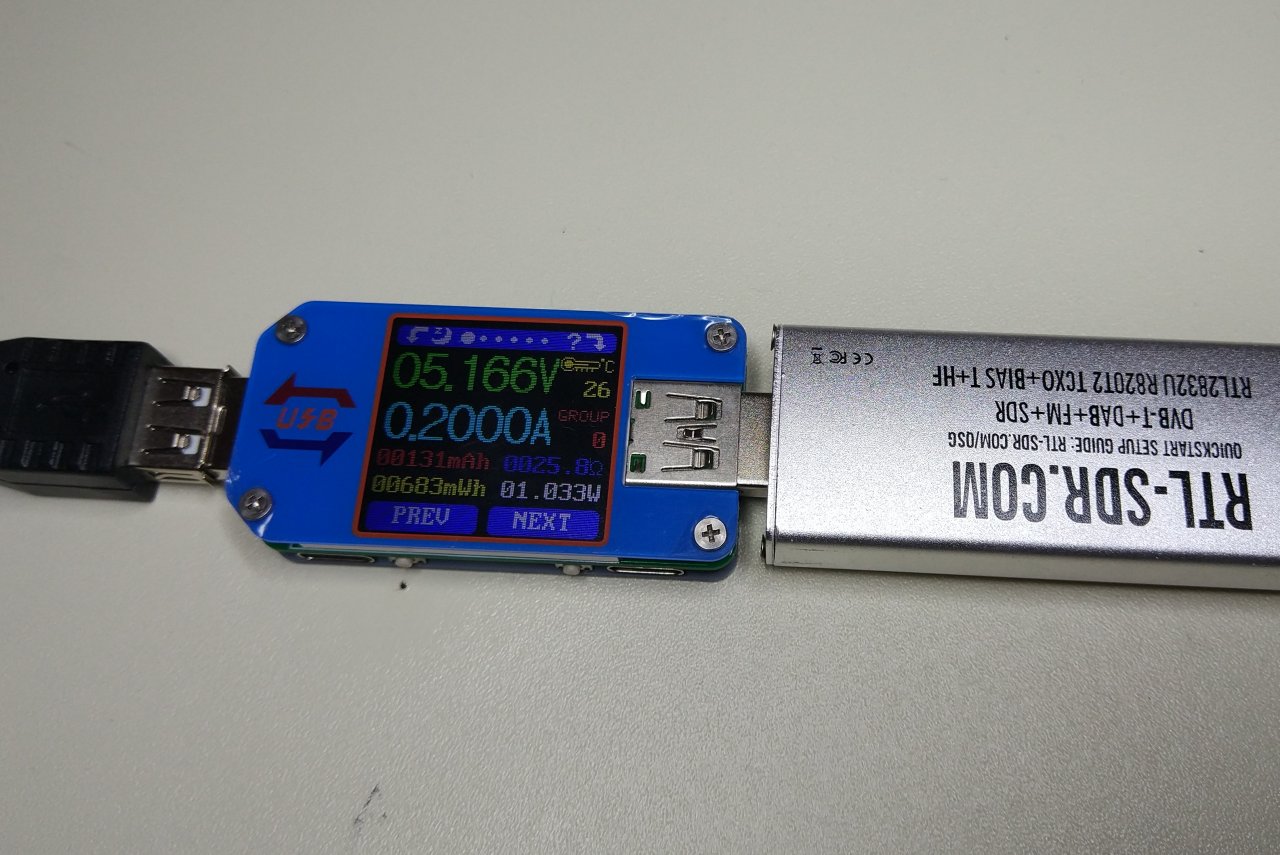 USB
05.166V
°C
26
0.2000A
GROUP
0
00131mAh 0025.8Ω
00683mWh 01.033W
PREV NEXT
RTL-SDR.COM
QUICKSTART SETUP GUIDE: RTL-SDR.COM/QSG
DVB-T+DAB+FM+SDR
RTL2832U R820T2 TCXO+BIAS T+HF
CE FC